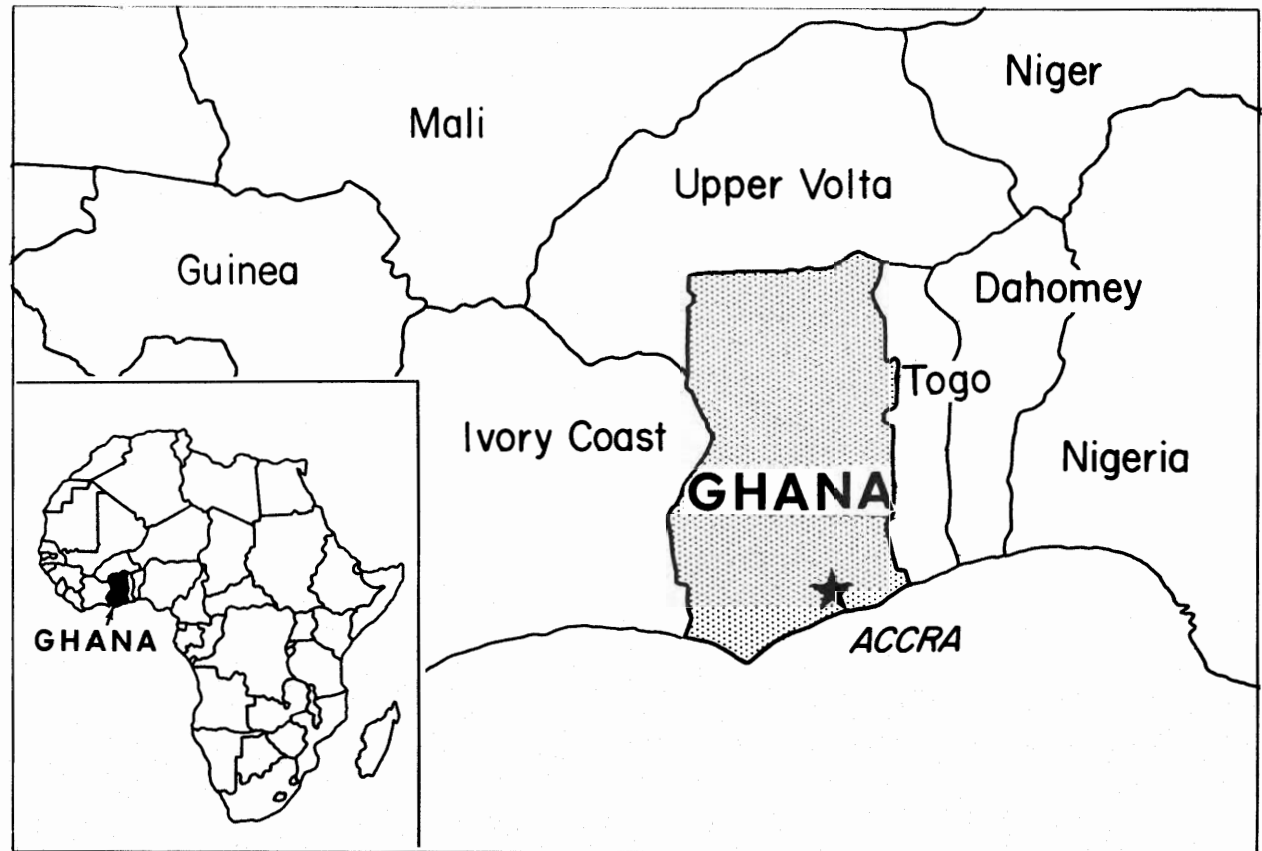 Niger
Mali
Upper Volta
Guinea
Dahomey
Togo
Ivory Coast
Nigeria
GHANA
ACCRA
GHANA